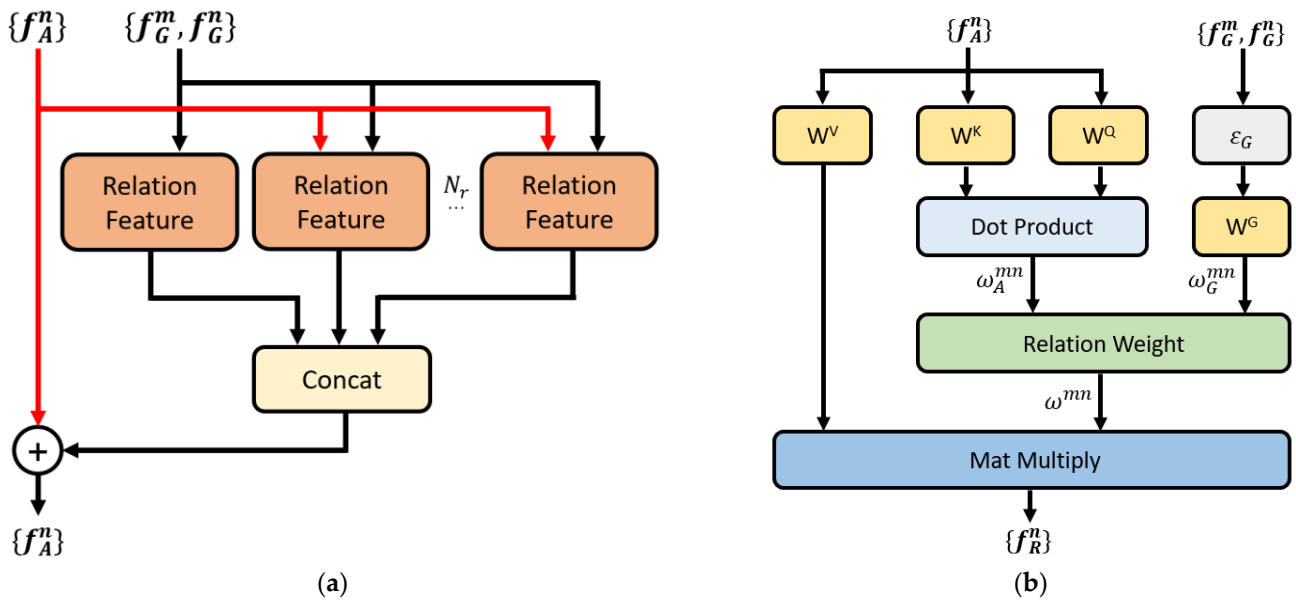 {f_A^n} {f_G^m, f_G^n}
Relation Feature
Relation Feature
N_r
...
Relation Feature
Concat
+
{f_A^n}
(a)
{f_A^n} {f_G^m, f_G^n}
W^V W^K W^Q ε_G
Dot Product W^G
ω_A^{mn} ω_G^{mn}
Relation Weight
ω^{mn}
Mat Multiply
{f_R^n}
(b)